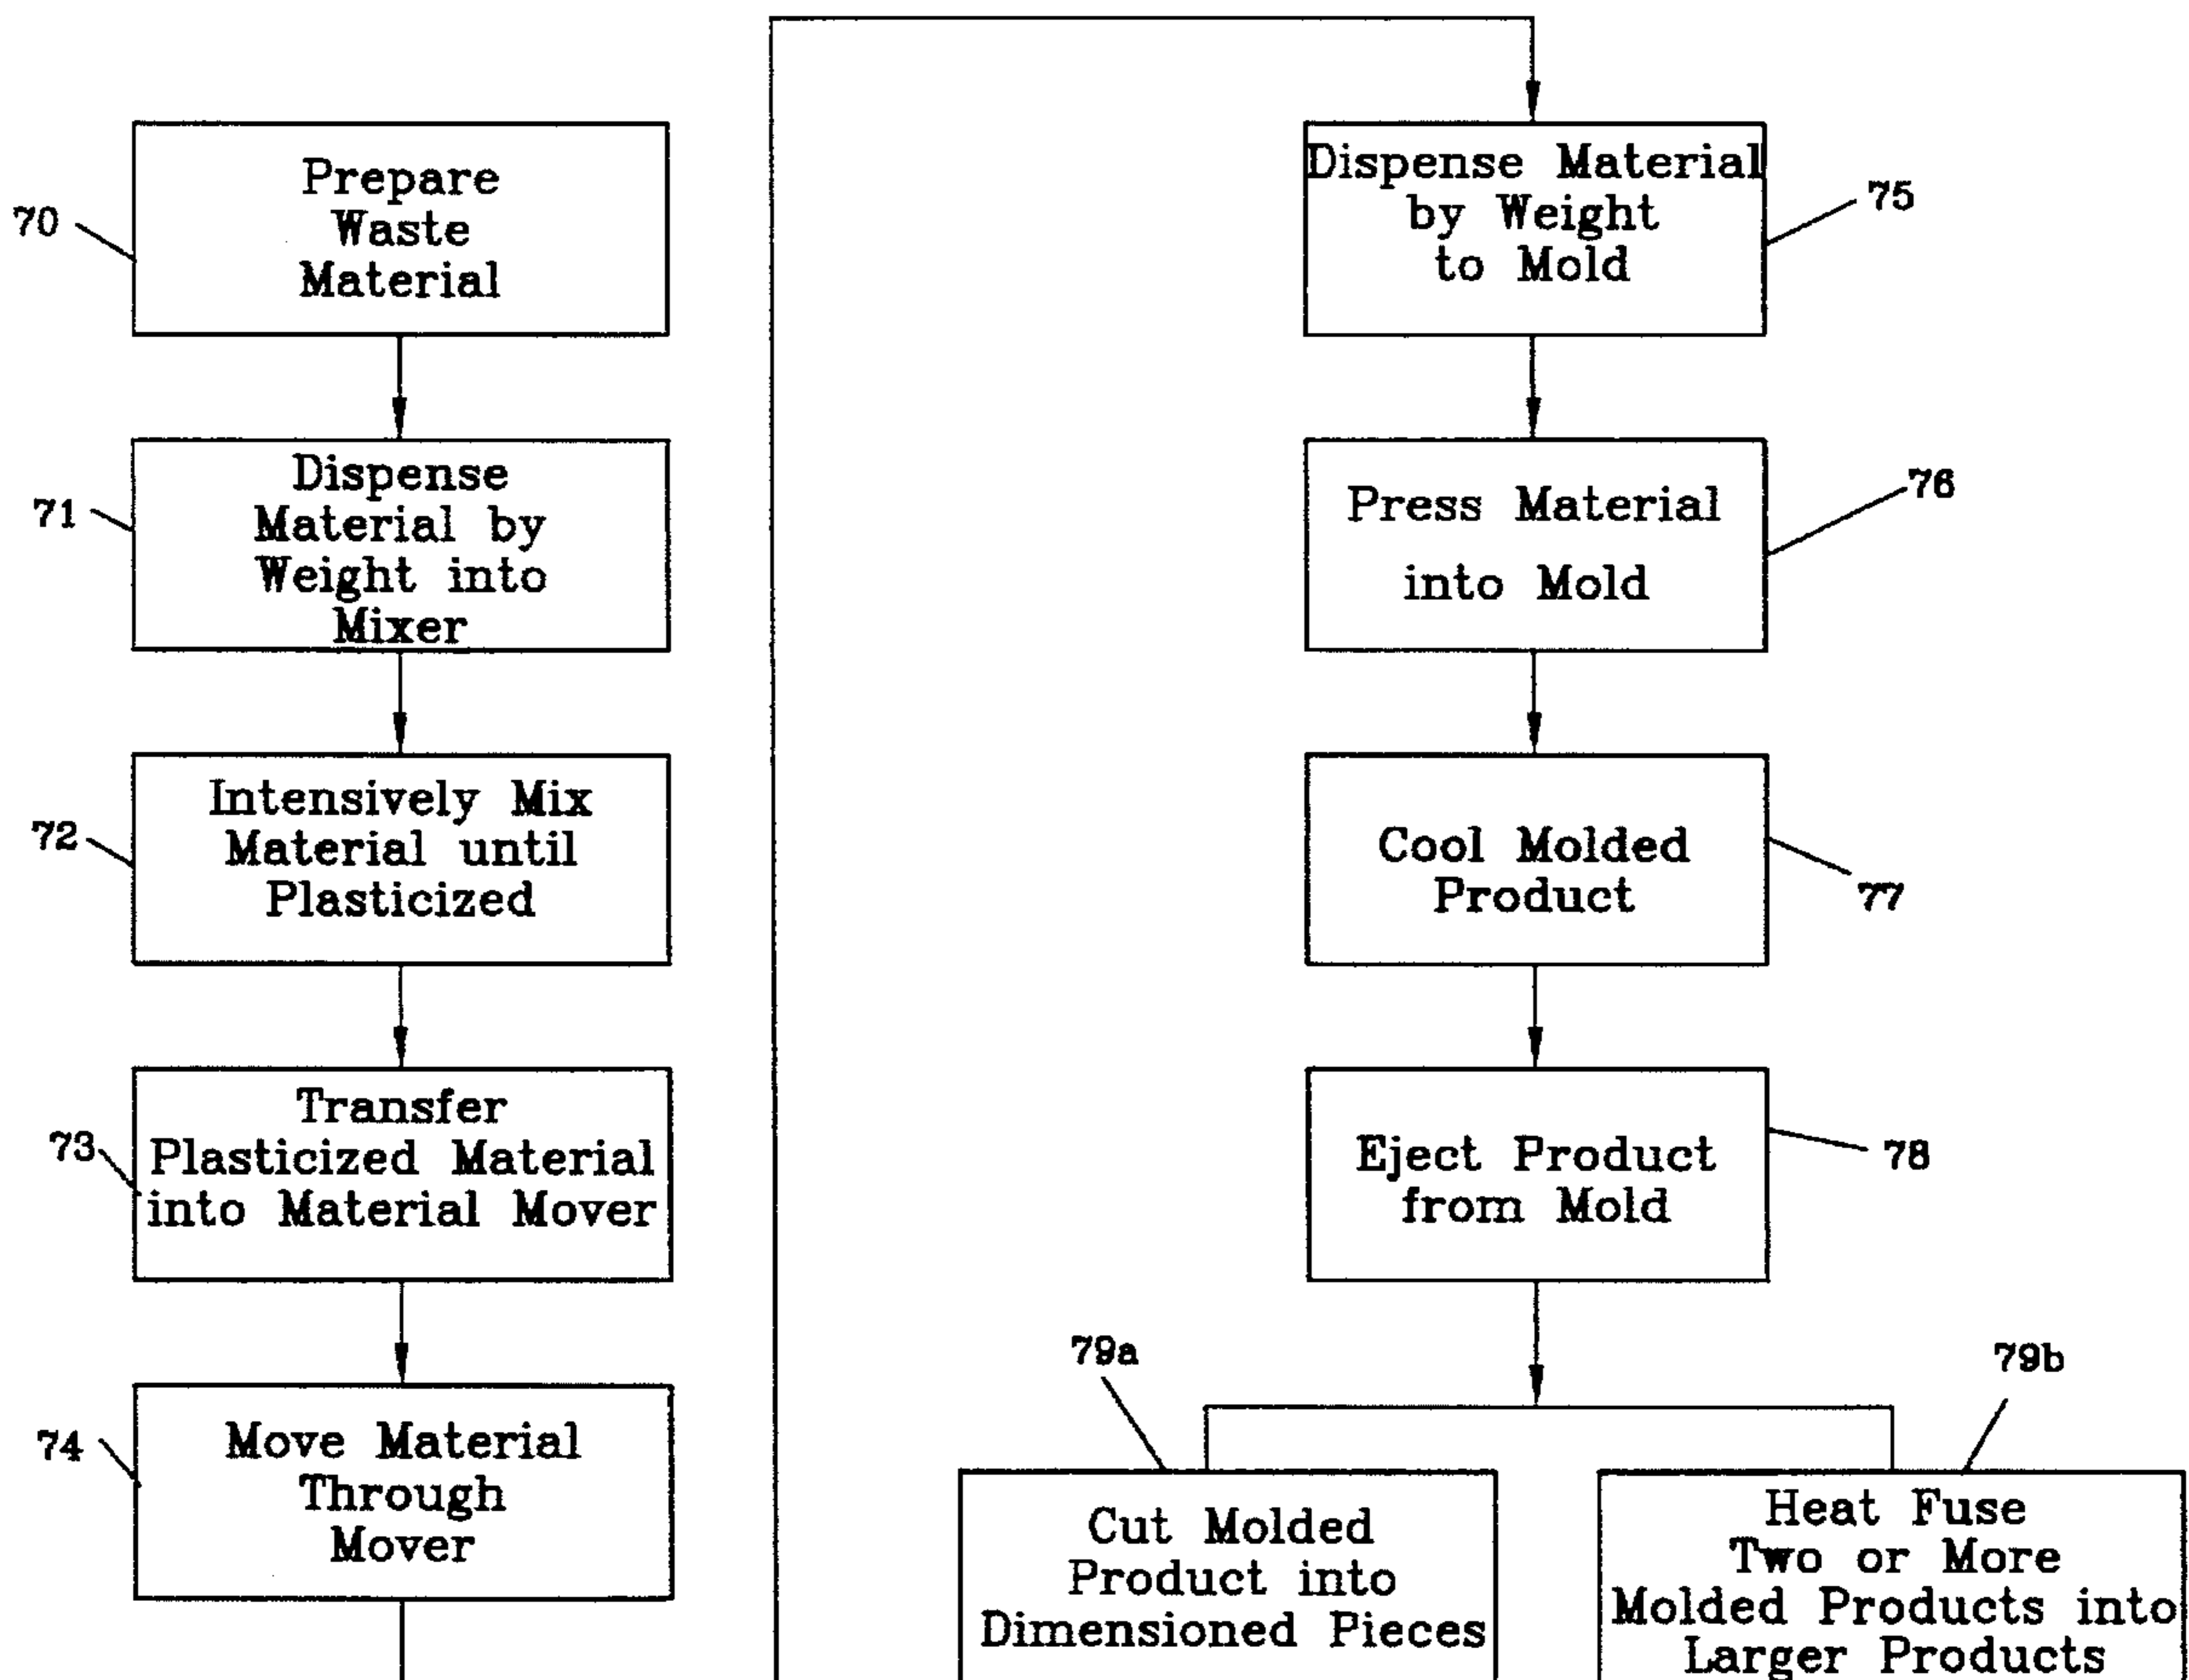 70
Prepare
Waste
Material
71
Dispense
Material by
Weight into
Mixer
72
Intensively Mix
Material until
Plasticized
73
Transfer
Plasticized Material
into Material Mover
74
Move Material
Through
Mover
Dispense Material
by Weight
to Mold
75
Press Material
into Mold
76
Cool Molded
Product
77
Eject Product
from Mold
78
79a
Cut Molded
Product into
Dimensioned Pieces
79b
Heat Fuse
Two or More
Molded Products into
Larger Products